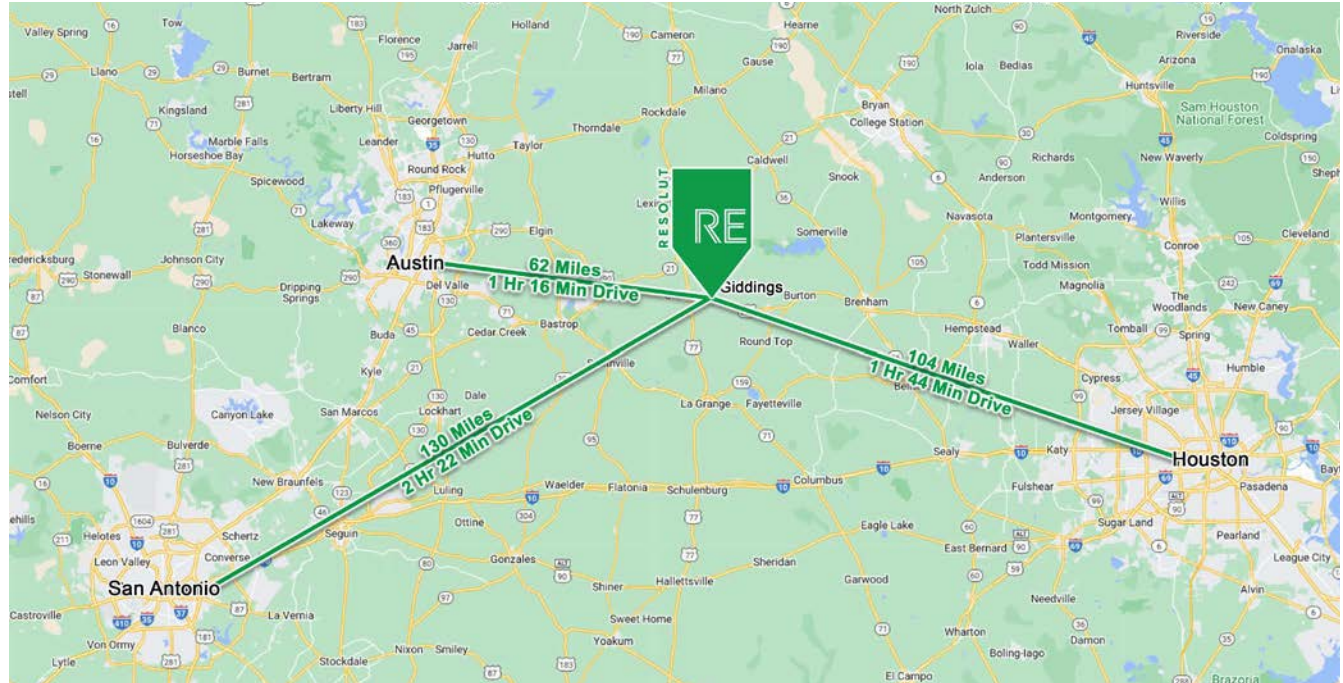 Tow
16
Holland
Cameron
North Zulch
Hearne
19
Riverside
Valley Spring
Florence
Jarrell
Gause
Iola
Bedias
Onalaska
Llano
Burnet
Bertram
Milano
Huntsville
Arizona
Kingsland
Liberty Hill
Georgetown
Rockdale
Bryan
College Station
Sam Houston
National Forest
Marble Falls
Leander
Hutto
Taylor
Thorndale
Coldspring
Horseshoe Bay
Round Rock
Caldwell
Richards
New Waverly
Spicewood
Pflugerville
Snook
Anderson
Willis
Lakeway
Elgin
RESOLUT
RE
Somerville
Navasota
Montgomery
Plantersville
Conroe
Cleveland
Johnson City
Stonewall
Austin
62 Miles
1 Hr 16 Min Drive
Todd Mission
Dripping
Springs
Del Valle
Giddings
Burton
Brenham
Magnolia
The
Woodlands
New Caney
Cedar Creek
Bastrop
Buda
Blanco
Round Top
Hempstead
Waller
Tomball
Spring
Kyle
104 Miles
1 Hr 44 Min Drive
Cypress
Humble
Comfort
Nelson City
Canyon Lake
San Marcos
Lockhart
Dale
La Grange
Fayetteville
Jersey Village
Boerne
Bulverde
130 Miles
2 Hr 22 Min Drive
Sealy
Katy
Houston
New Braunfels
Luling
Waelder
Flatonia
Schulenburg
Columbus
Fulshear
Pasadena
Helotes
Schertz
Seguin
Ottine
Eagle Lake
Sugar Land
Pearland
Leon Valley
Converse
Gonzales
Sheridan
East Bernard
League City
San Antonio
Shiner
Hallettsville
Garwood
Needville
Alvin
Castroville
La Vernia
Sweet Home
Wharton
Damon
Von Ormy
Yoakum
Boling-Iago
Lytle
Stockdale
Nixon
Smiley
El Campo
Brazoria